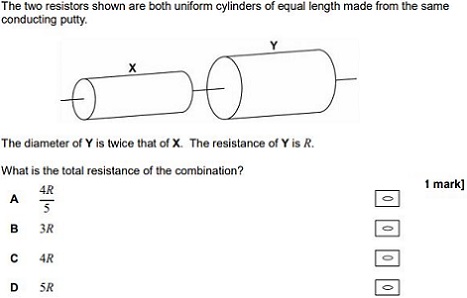 The two resistors shown are both uniform cylinders of equal length made from the same
conducting putty.
X
Y
The diameter of Y is twice that of X. The resistance of Y is R.
What is the total resistance of the combination?
1 mark]
A 4R/5
B 3R
C 4R
D 5R